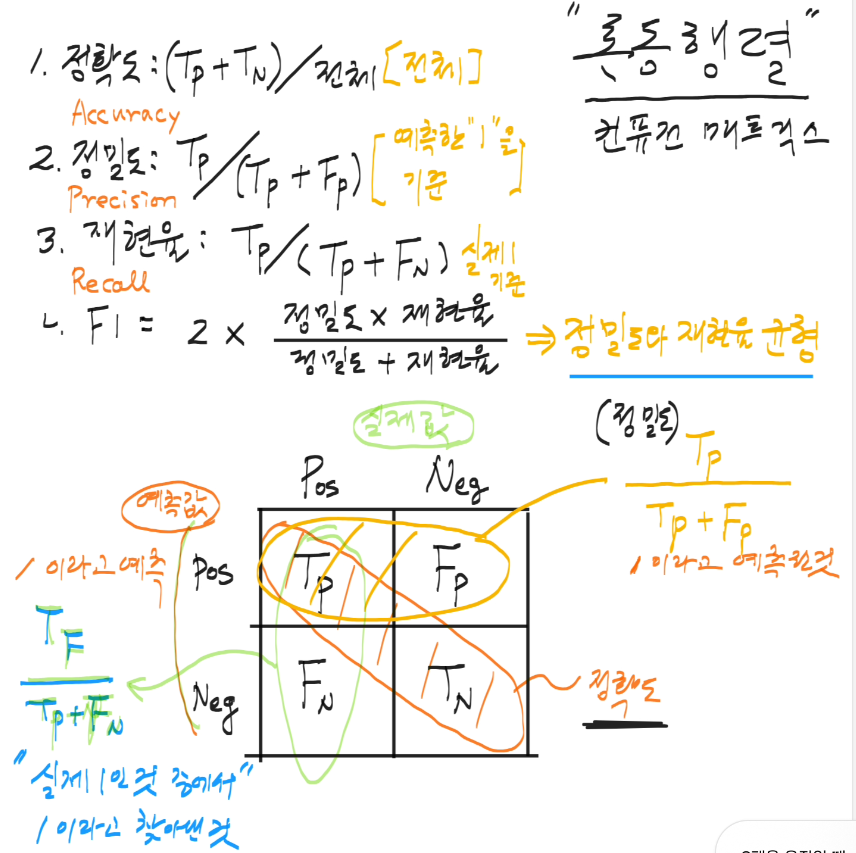 "혼동행렬"
컨퓨전 매트릭스
1. 정확도: (TP+TN)/전체 [전체]
Accuracy
2. 정밀도: TP/(TP+FP) [예측한 "1"을 기준]
Precision
3. 재현율: TP/(TP+FN) 실제1 기준
Recall
4. F1 = 2 × 정밀도 × 재현율 / 정밀도 + 재현율 ⇒ 정밀도와 재현율 균형
실제값
(정밀도)
TP
TP+FP
1이라고 예측한것
Pos Neg
예측값
1이라고예측
Pos TP FP
Neg FN TN
정확도
TF
TP+FN
"실제1인것 중에서"
1이라고 찾아낸것